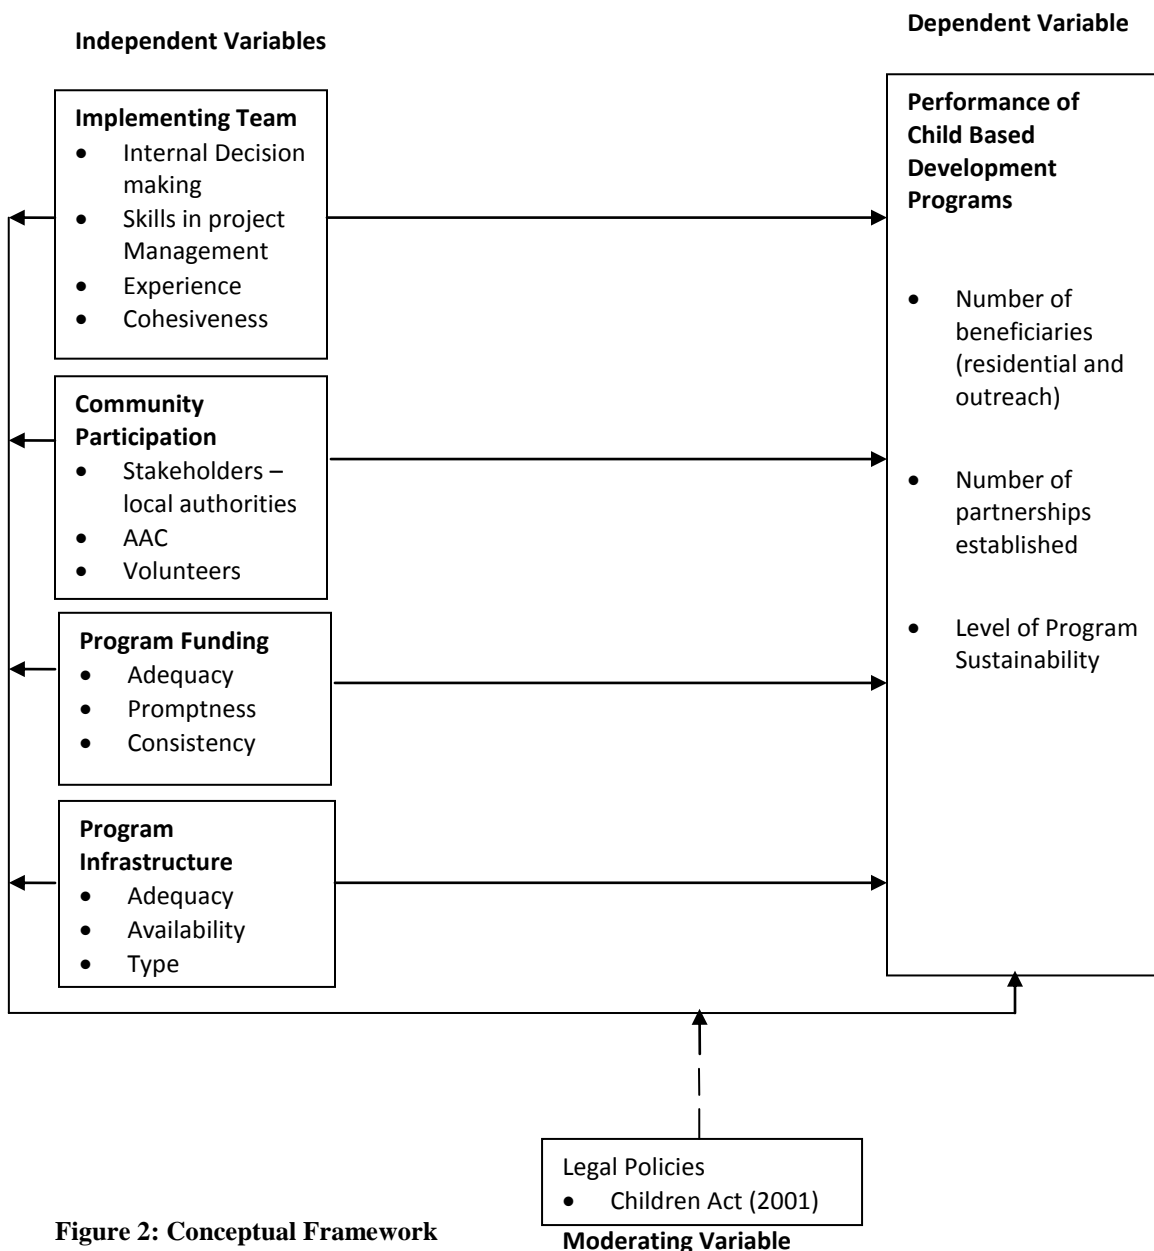 Independent Variables
Dependent Variable
Implementing Team
• Internal Decision
making
• Skills in project
Management
• Experience
• Cohesiveness
Community
Participation
• Stakeholders –
local authorities
• AAC
• Volunteers
Program Funding
• Adequacy
• Promptness
• Consistency
Program
Infrastructure
• Adequacy
• Availability
• Type
Performance of
Child Based
Development
Programs
• Number of
beneficiaries
(residential and
outreach)
• Number of
partnerships
established
• Level of Program
Sustainability
Legal Policies
• Children Act (2001)
Moderating Variable
Figure 2: Conceptual Framework